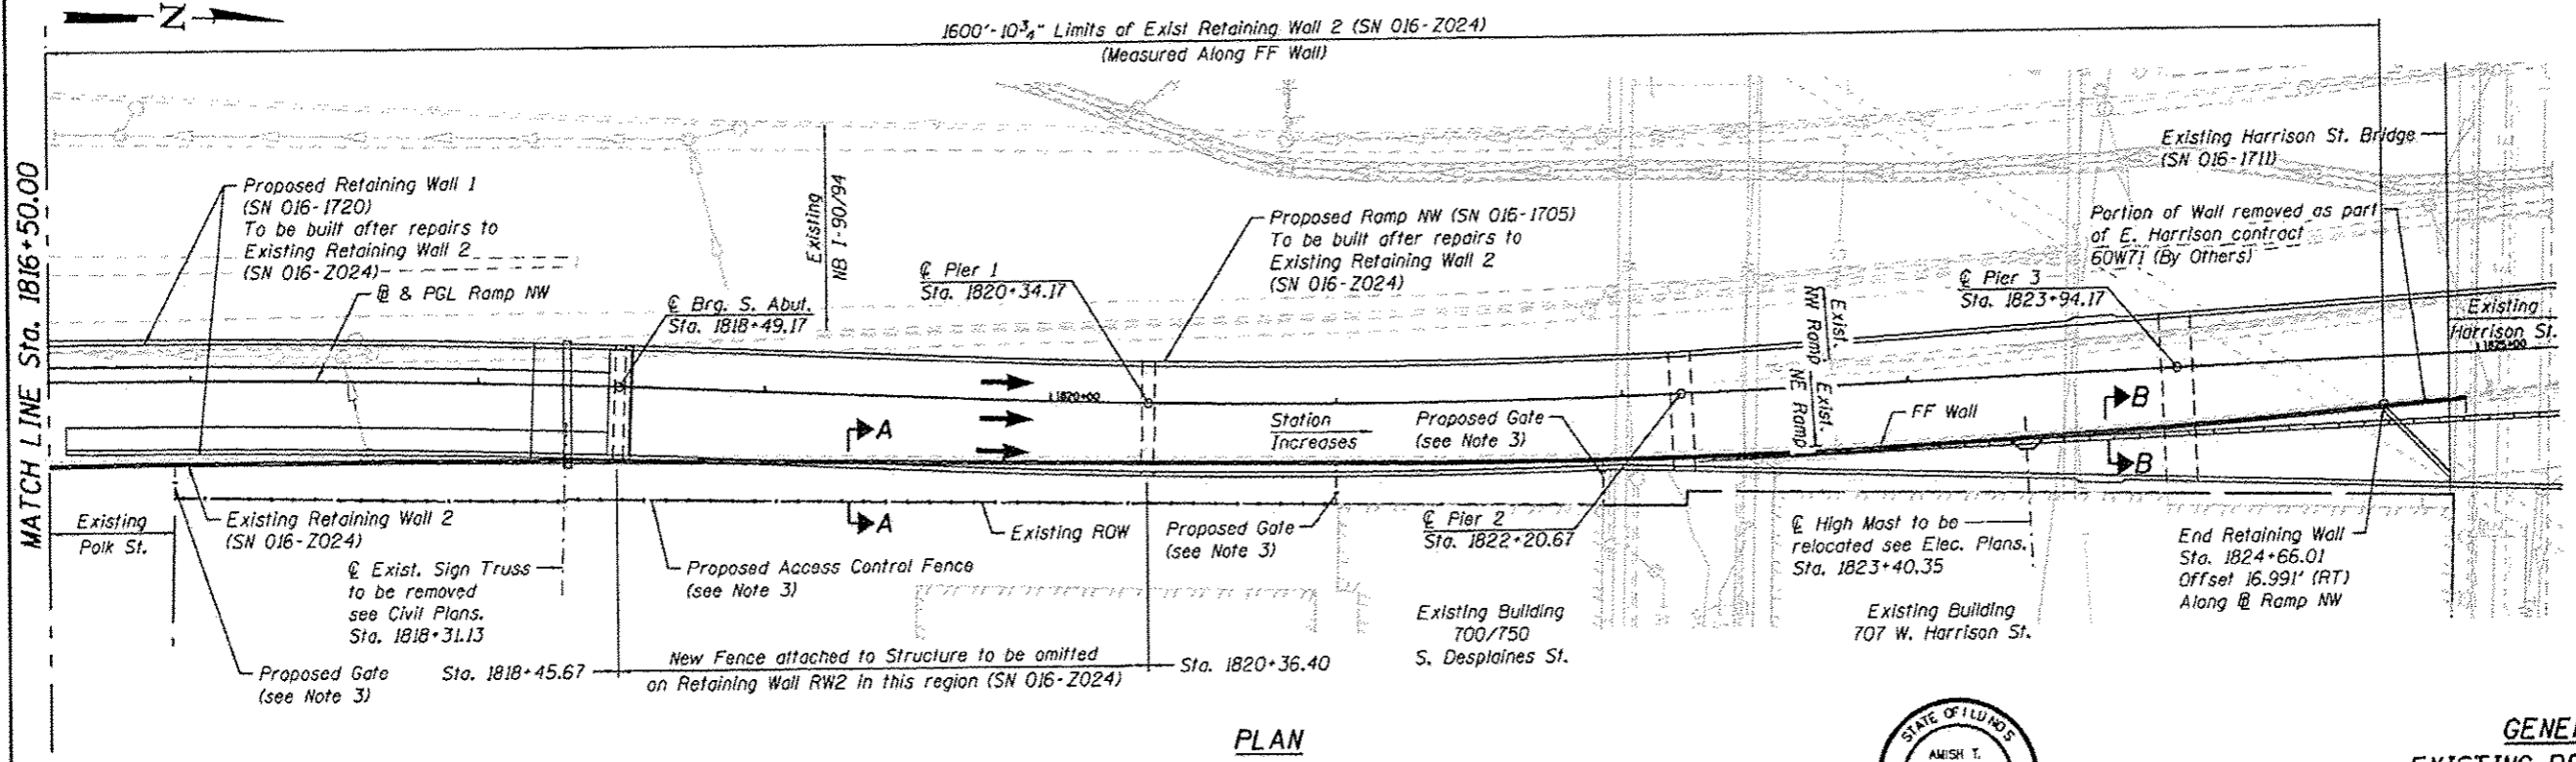 Z
1600'-10¾" Limits of Exist Retaining Wall 2 (SN 016-Z024)
(Measured Along FF Wall)
MATCH LINE Sta. 1816+50.00
Proposed Retaining Wall 1
(SN 016-1720)
To be built after repairs to
Existing Retaining Wall 2
(SN 016-Z024)
℄ & PGL Ramp NW
℄ Brg. S. Abut.
Sta. 1818+49.17
Existing
NB I-90/94
℄ Pier 1
Sta. 1820+34.17
Proposed Ramp NW (SN 016-1705)
To be built after repairs to
Existing Retaining Wall 2
(SN 016-Z024)
Existing Harrison St. Bridge
(SN 016-1711)
Portion of Wall removed as part
of E. Harrison contract
60W71 (By Others)
℄ Pier 3
Sta. 1823+94.17
Exist.
NW Ramp
Exist.
NE Ramp
Existing
Harrison St.
1825+00
1820+00
Station
Increases
Proposed Gate
(see Note 3)
FF Wall
A
A
B
B
Existing
Polk St.
Existing Retaining Wall 2
(SN 016-Z024)
℄ Exist. Sign Truss
to be removed
see Civil Plans.
Sta. 1818+31.13
Proposed Access Control Fence
(see Note 3)
Existing ROW
Proposed Gate
(see Note 3)
℄ Pier 2
Sta. 1822+20.67
℄ High Mast to be
relocated see Elec. Plans.
Sta. 1823+40.35
End Retaining Wall
Sta. 1824+66.01
Offset 16.991' (RT)
Along ℄ Ramp NW
Existing Building
700/750
S. Desplaines St.
Existing Building
707 W. Harrison St.
Proposed Gate
(see Note 3)
Sta. 1818+45.67
New Fence attached to Structure to be omitted
on Retaining Wall RW2 in this region (SN 016-Z024)
Sta. 1820+36.40
PLAN
STATE OF ILLINOIS
AMISH T.
GENE